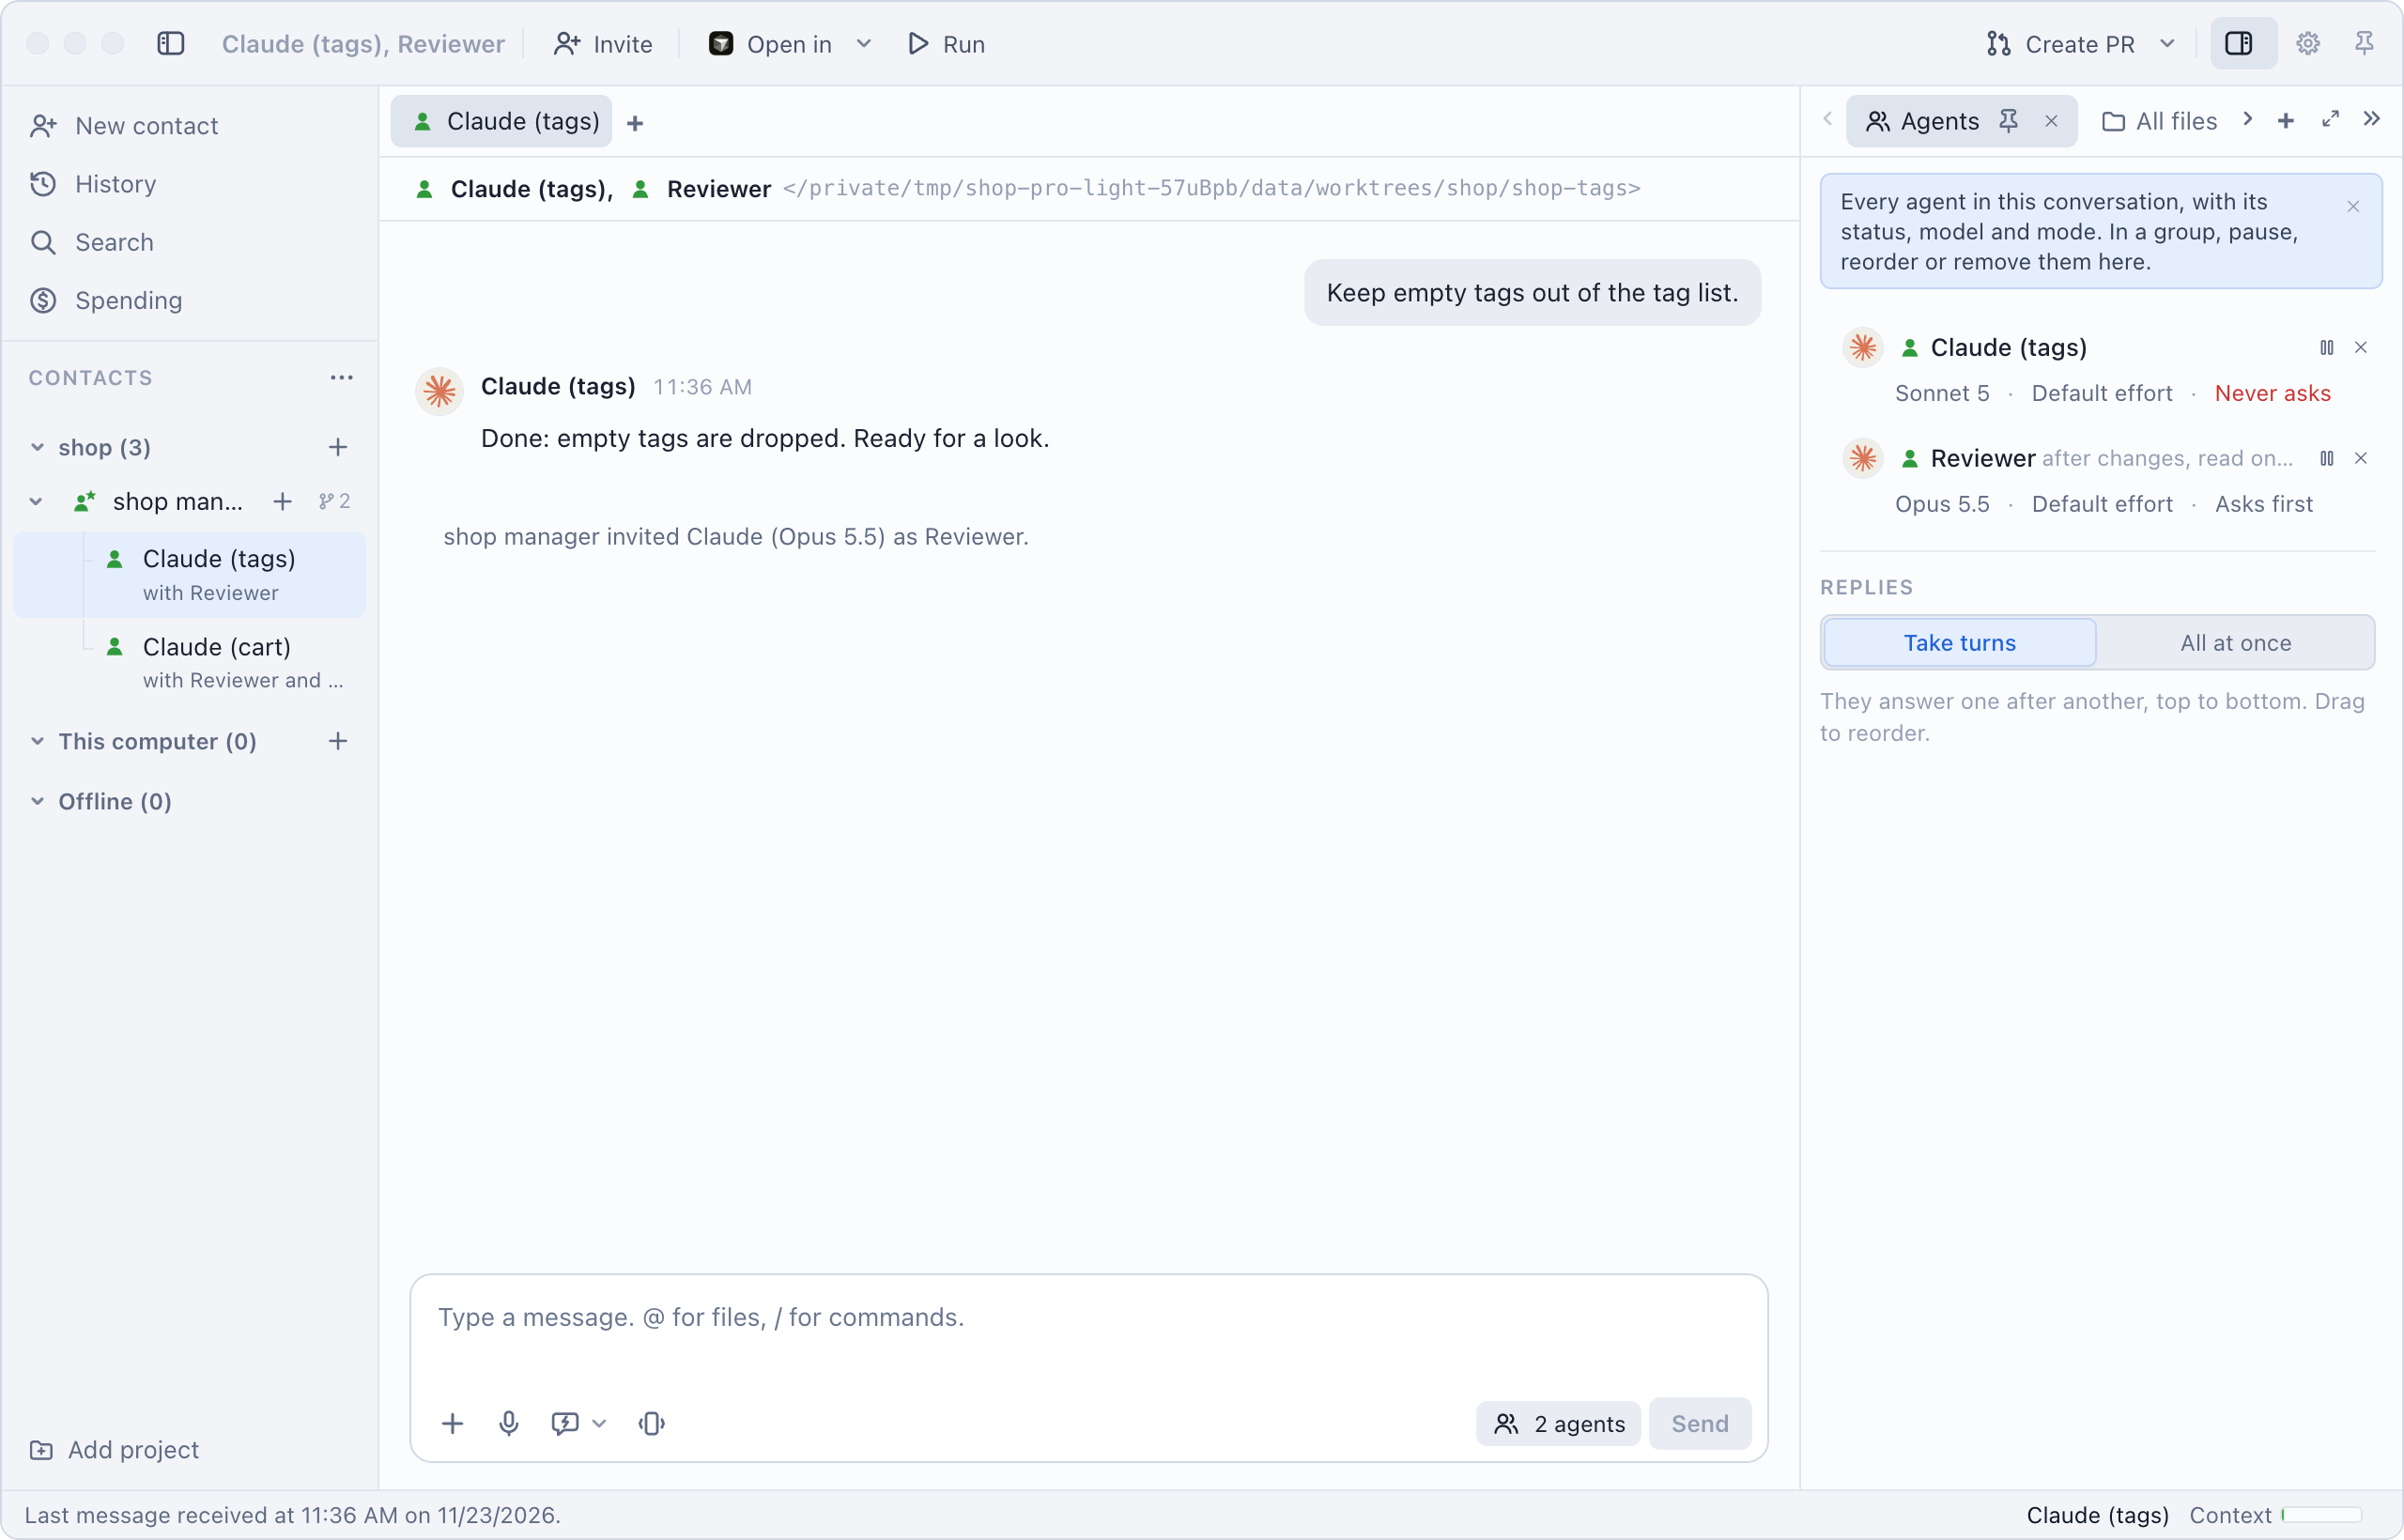 Claude (tags), Reviewer
Invite
Open in
Run
Create PR
New contact
History
Search
Spending
CONTACTS
shop (3)
shop man...
2
Claude (tags)
with Reviewer
Claude (cart)
with Reviewer and ...
This computer (0)
Offline (0)
Add project
Claude (tags)
Claude (tags), Reviewer </private/tmp/shop-pro-light-57uBpb/data/worktrees/shop/shop-tags>
Keep empty tags out of the tag list.
Claude (tags) 11:36 AM
Done: empty tags are dropped. Ready for a look.
shop manager invited Claude (Opus 5.5) as Reviewer.
Type a message. @ for files, / for commands.
2 agents
Send
Agents
All files
Every agent in this conversation, with its
status, model and mode. In a group, pause,
reorder or remove them here.
Claude (tags)
Sonnet 5 · Default effort · Never asks
Reviewer after changes, read on...
Opus 5.5 · Default effort · Asks first
REPLIES
Take turns
All at once
They answer one after another, top to bottom. Drag
to reorder.
Last message received at 11:36 AM on 11/23/2026.
Claude (tags) Context